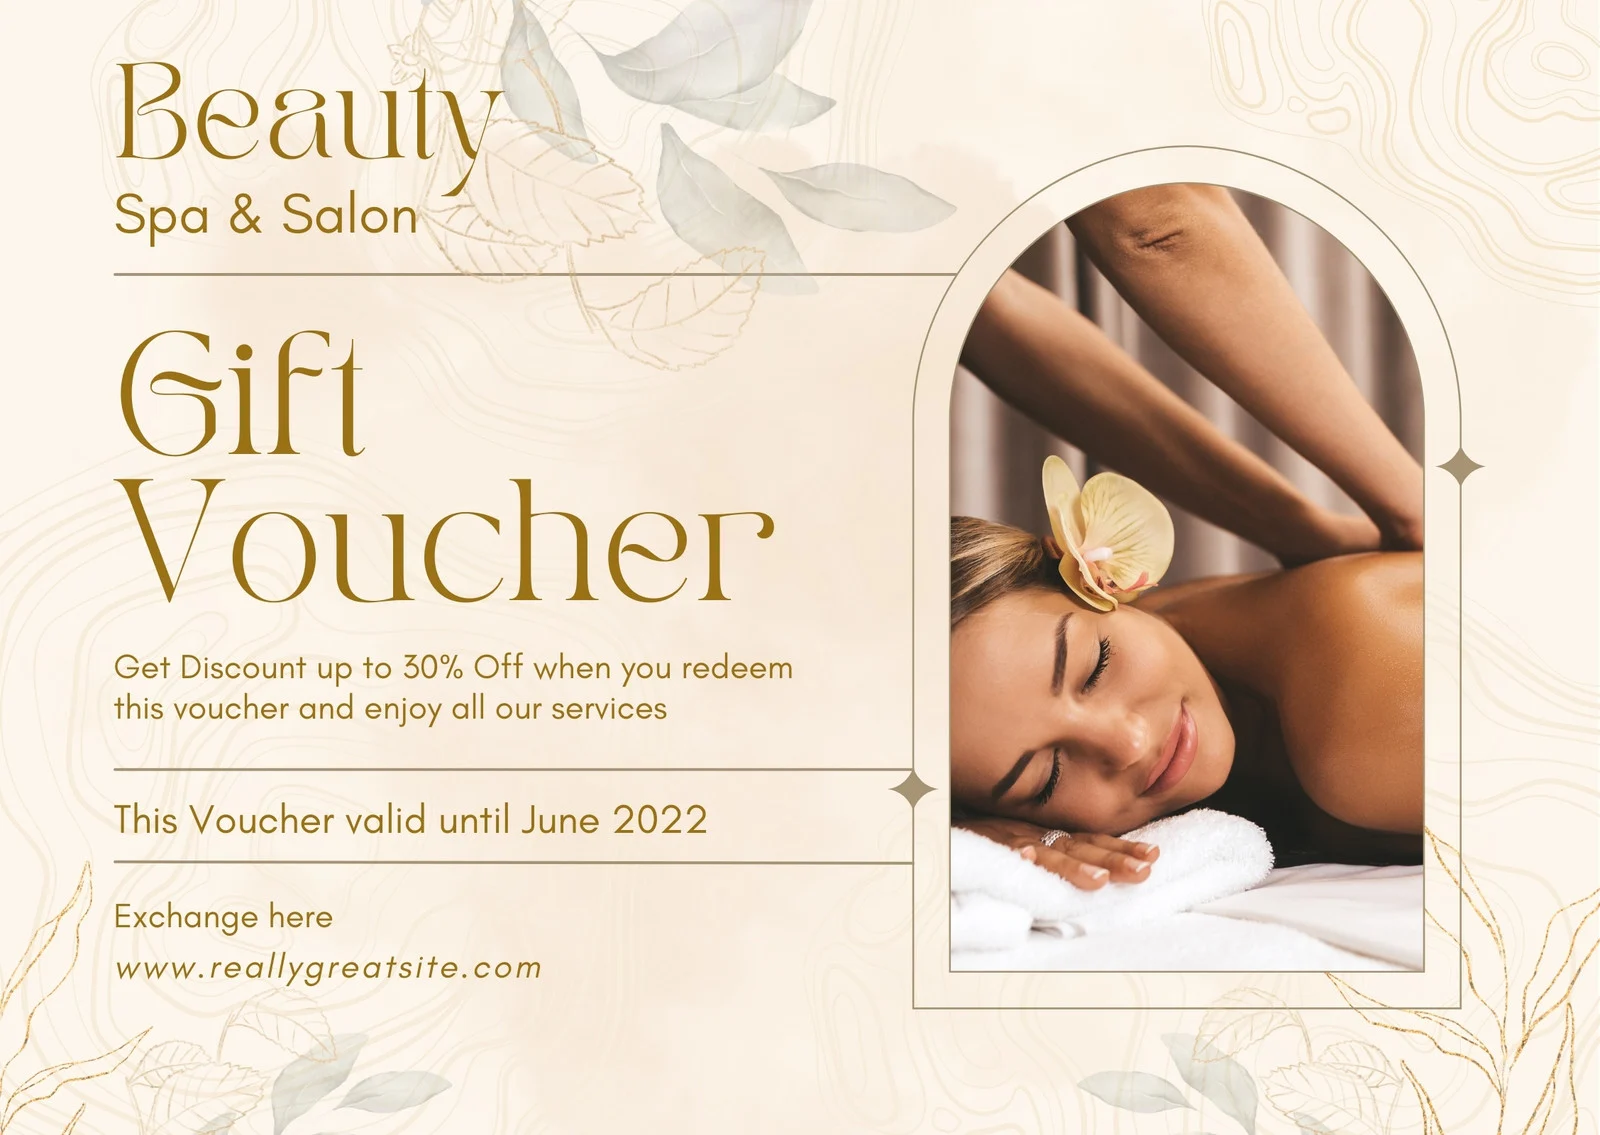 Beauty
Spa & Salon
Gift
Voucher
Get Discount up to 30% Off when you redeem
this voucher and enjoy all our services
This Voucher valid until June 2022
Exchange here
www.reallygreatsite.com